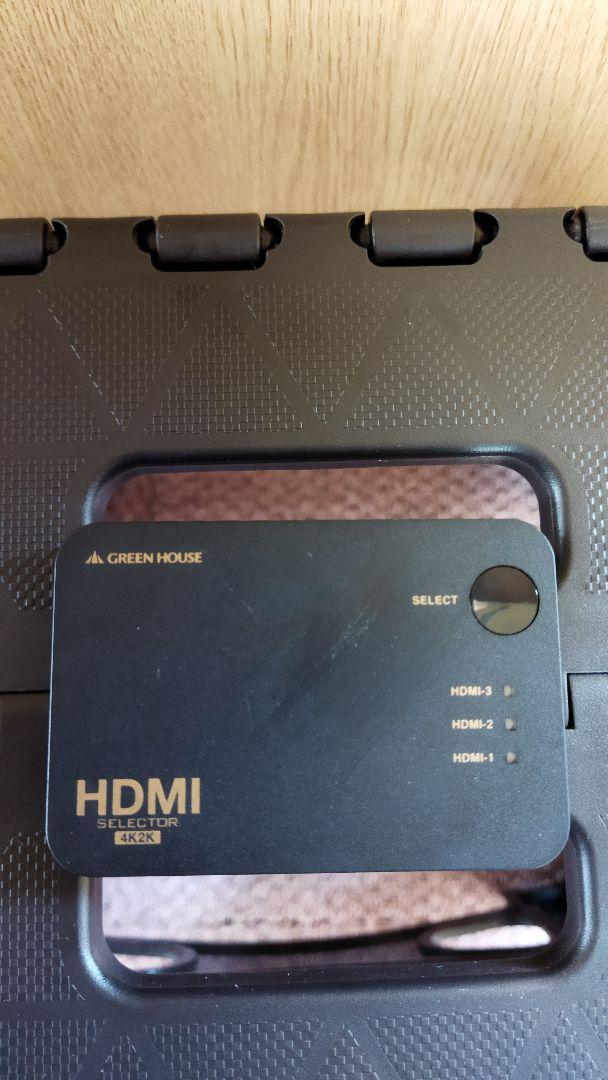 GREEN HOUSE
SELECT
HDMI-3
HDMI-2
HDMI-1
HDMI
SELECTOR
4K2K